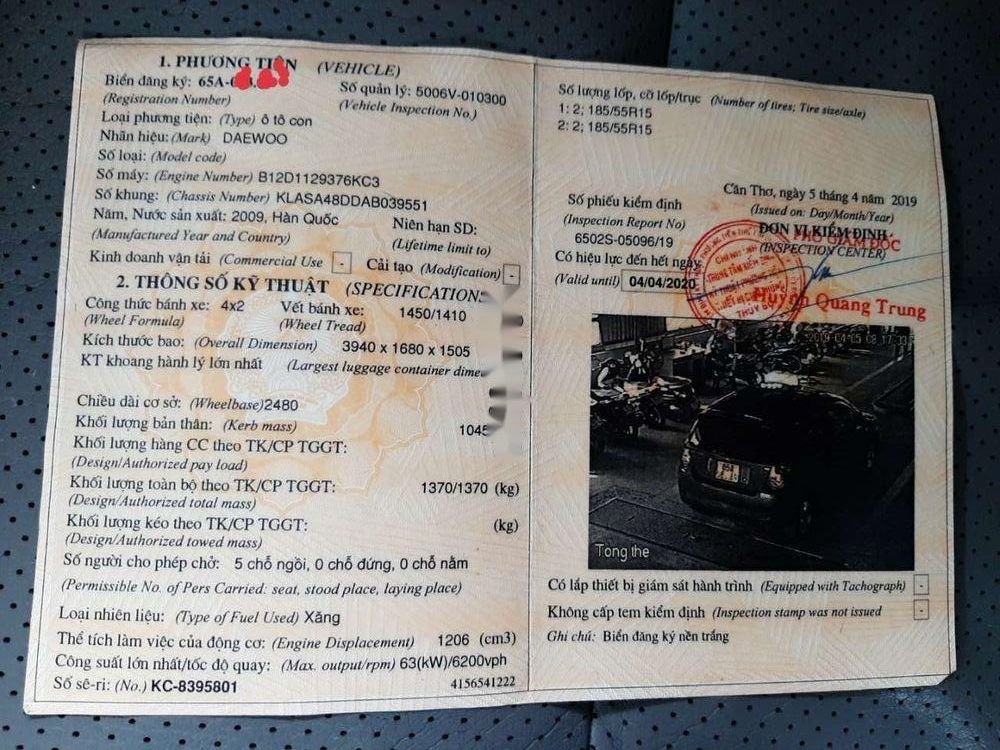 1. PHƯƠNG TIỆN (VEHICLE)
Biển đăng ký: 65A-
(Registration Number)
Số quản lý: 5006V-010300
(Vehicle Inspection No.)
Loại phương tiện: (Type) ô tô con
Nhãn hiệu: (Mark) DAEWOO
Số loại: (Model code)
Số máy: (Engine Number) B12D1129376KC3
Số khung: (Chassis Number) KLASA48DDAB039551
Năm, Nước sản xuất: 2009, Hàn Quốc
(Manufactured Year and Country)
Niên hạn SD:
(Lifetime limit to)
Kinh doanh vận tải (Commercial Use - Cải tạo (Modification) -
2. THÔNG SỐ KỸ THUẬT (SPECIFICATIONS
Công thức bánh xe: 4x2
(Wheel Formula)
Vết bánh xe: 1450/1410
(Wheel Tread)
Kích thước bao: (Overall Dimension) 3940 x 1680 x 1505
KT khoang hành lý lớn nhất (Largest luggage container dime
Chiều dài cơ sở: (Wheelbase)2480
Khối lượng bản thân: (Kerb mass) 1045
Khối lượng hàng CC theo TK/CP TGGT:
(Design/Authorized pay load)
Khối lượng toàn bộ theo TK/CP TGGT: 1370/1370 (kg)
(Design/Authorized total mass)
Khối lượng kéo theo TK/CP TGGT: (kg)
(Design/Authorized towed mass)
Số người cho phép chở: 5 chỗ ngồi, 0 chỗ đứng, 0 chỗ nằm
(Permissible No. of Pers Carried: seat, stood place, laying place)
Loại nhiên liệu: (Type of Fuel Used) Xăng
Thể tích làm việc của động cơ: (Engine Displacement) 1206 (cm3)
Công suất lớn nhất/tốc độ quay: (Max. output/rpm) 63(kW)/6200vph
Số sê-ri: (No.) KC-8395801 4156541222
Số lượng lốp, cỡ lốp/trục (Number of tires; Tire size/axle)
1: 2; 185/55R15
2: 2; 185/55R15
Cần Thơ, ngày 5 tháng 4 năm 2019
(Issued on: Day/Month/Year)
Số phiếu kiểm định
(Inspection Report No)
6502S-05096/19
ĐƠN VỊ KIỂM ĐỊNH
(INSPECTION CENTER)
PHÓ GIÁM ĐỐC
Có hiệu lực đến hết ngày
(Valid until) 04/04/2020
Huỳnh Quang Trung
Tong the
Có lắp thiết bị giám sát hành trình (Equipped with Tachograph) -
Không cấp tem kiểm định (Inspection stamp was not issued -
Ghi chú: Biển đăng ký nền trắng